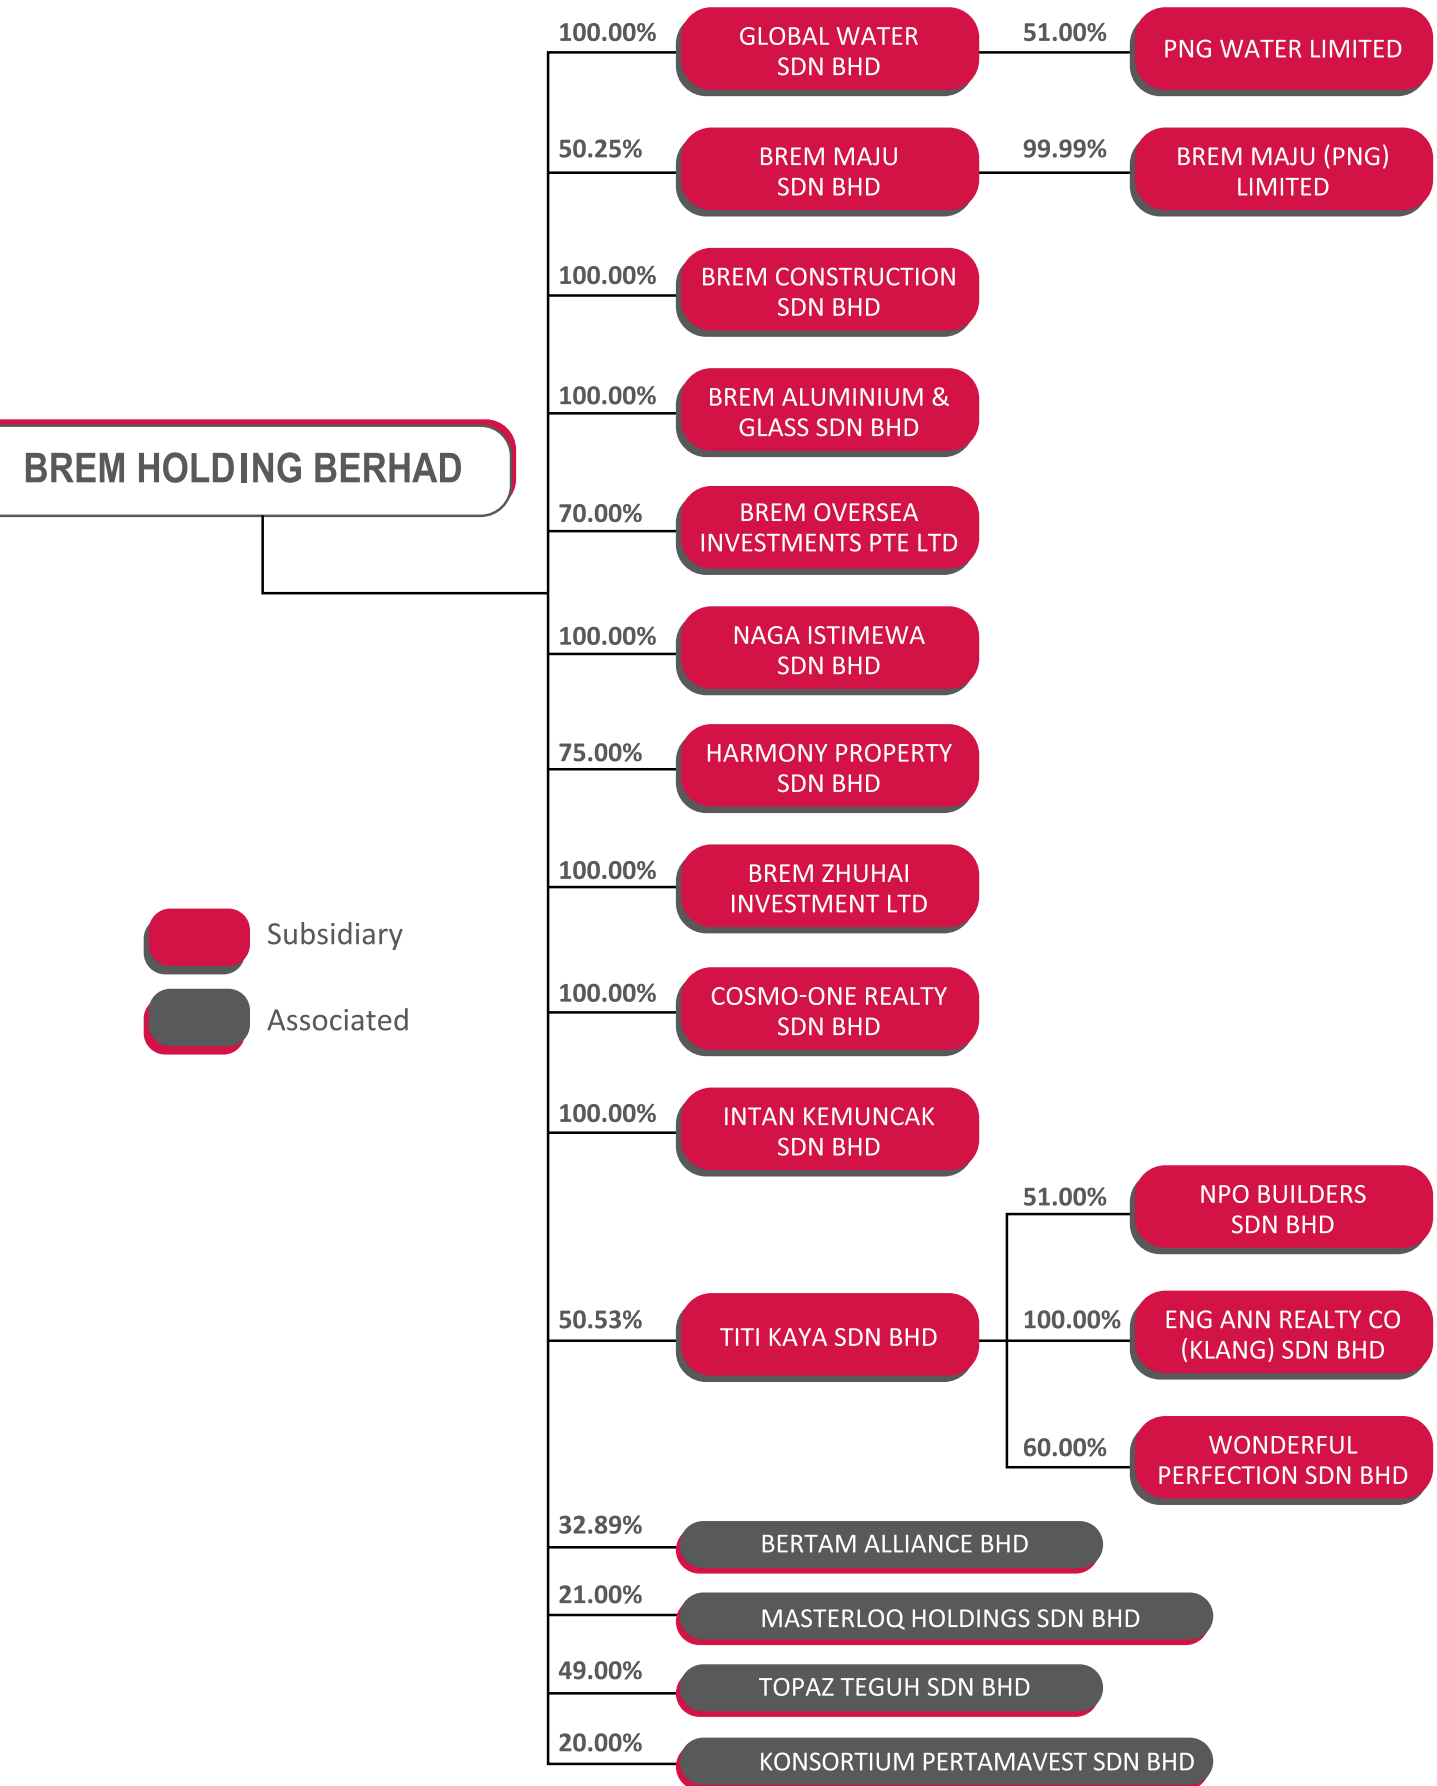 100.00%
GLOBAL WATER
SDN BHD
51.00%
PNG WATER LIMITED
50.25%
BREM MAJU
SDN BHD
99.99%
BREM MAJU (PNG)
LIMITED
100.00%
BREM CONSTRUCTION
SDN BHD
100.00%
BREM ALUMINIUM &
GLASS SDN BHD
BREM HOLDING BERHAD
70.00%
BREM OVERSEA
INVESTMENTS PTE LTD
100.00%
NAGA ISTIMEWA
SDN BHD
75.00%
HARMONY PROPERTY
SDN BHD
100.00%
BREM ZHUHAI
INVESTMENT LTD
Subsidiary
Associated
100.00%
COSMO-ONE REALTY
SDN BHD
100.00%
INTAN KEMUNCAK
SDN BHD
50.53%
TITI KAYA SDN BHD
51.00%
NPO BUILDERS
SDN BHD
100.00%
ENG ANN REALTY CO
(KLANG) SDN BHD
60.00%
WONDERFUL
PERFECTION SDN BHD
32.89%
BERTAM ALLIANCE BHD
21.00%
MASTERLOQ HOLDINGS SDN BHD
49.00%
TOPAZ TEGUH SDN BHD
20.00%
KONSORTIUM PERTAMAVEST SDN BHD